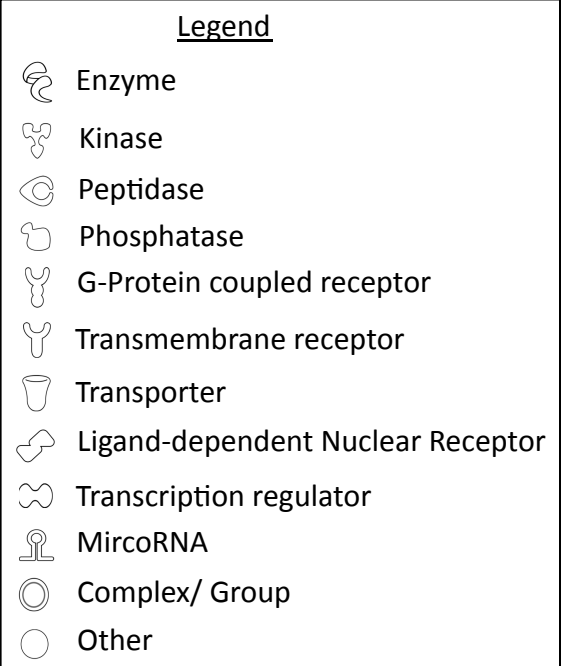 Legend
Enzyme
Kinase
Peptidase
Phosphatase
G-Protein coupled receptor
Transmembrane receptor
Transporter
Ligand-dependent Nuclear Receptor
Transcription regulator
MircoRNA
Complex/ Group
Other